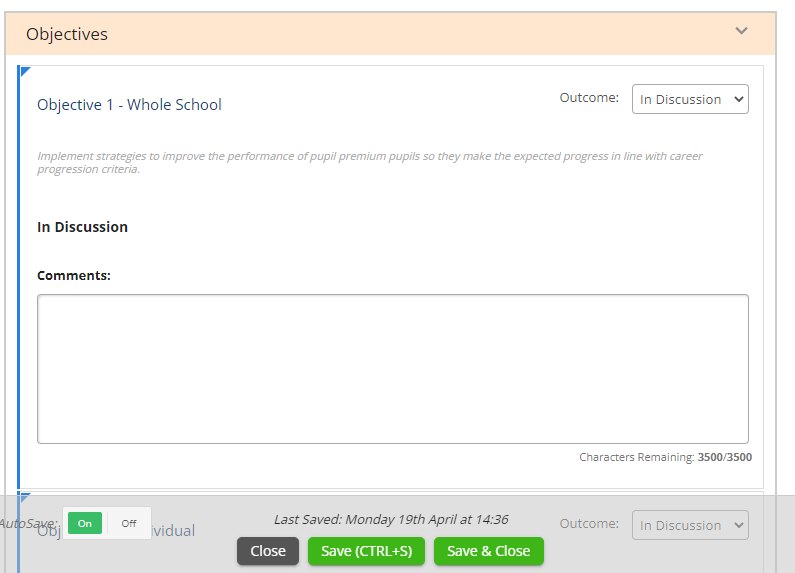 Objectives
Objective 1 - Whole School
Outcome: In Discussion
Implement strategies to improve the performance of pupil premium pupils so they make the expected progress in line with career
progression criteria.
In Discussion
Comments:
Characters Remaining: 3500/3500
AutoSave: On Off
Last Saved: Monday 19th April at 14:36
Outcome: In Discussion
Obj ividual
Close Save (CTRL+S) Save & Close